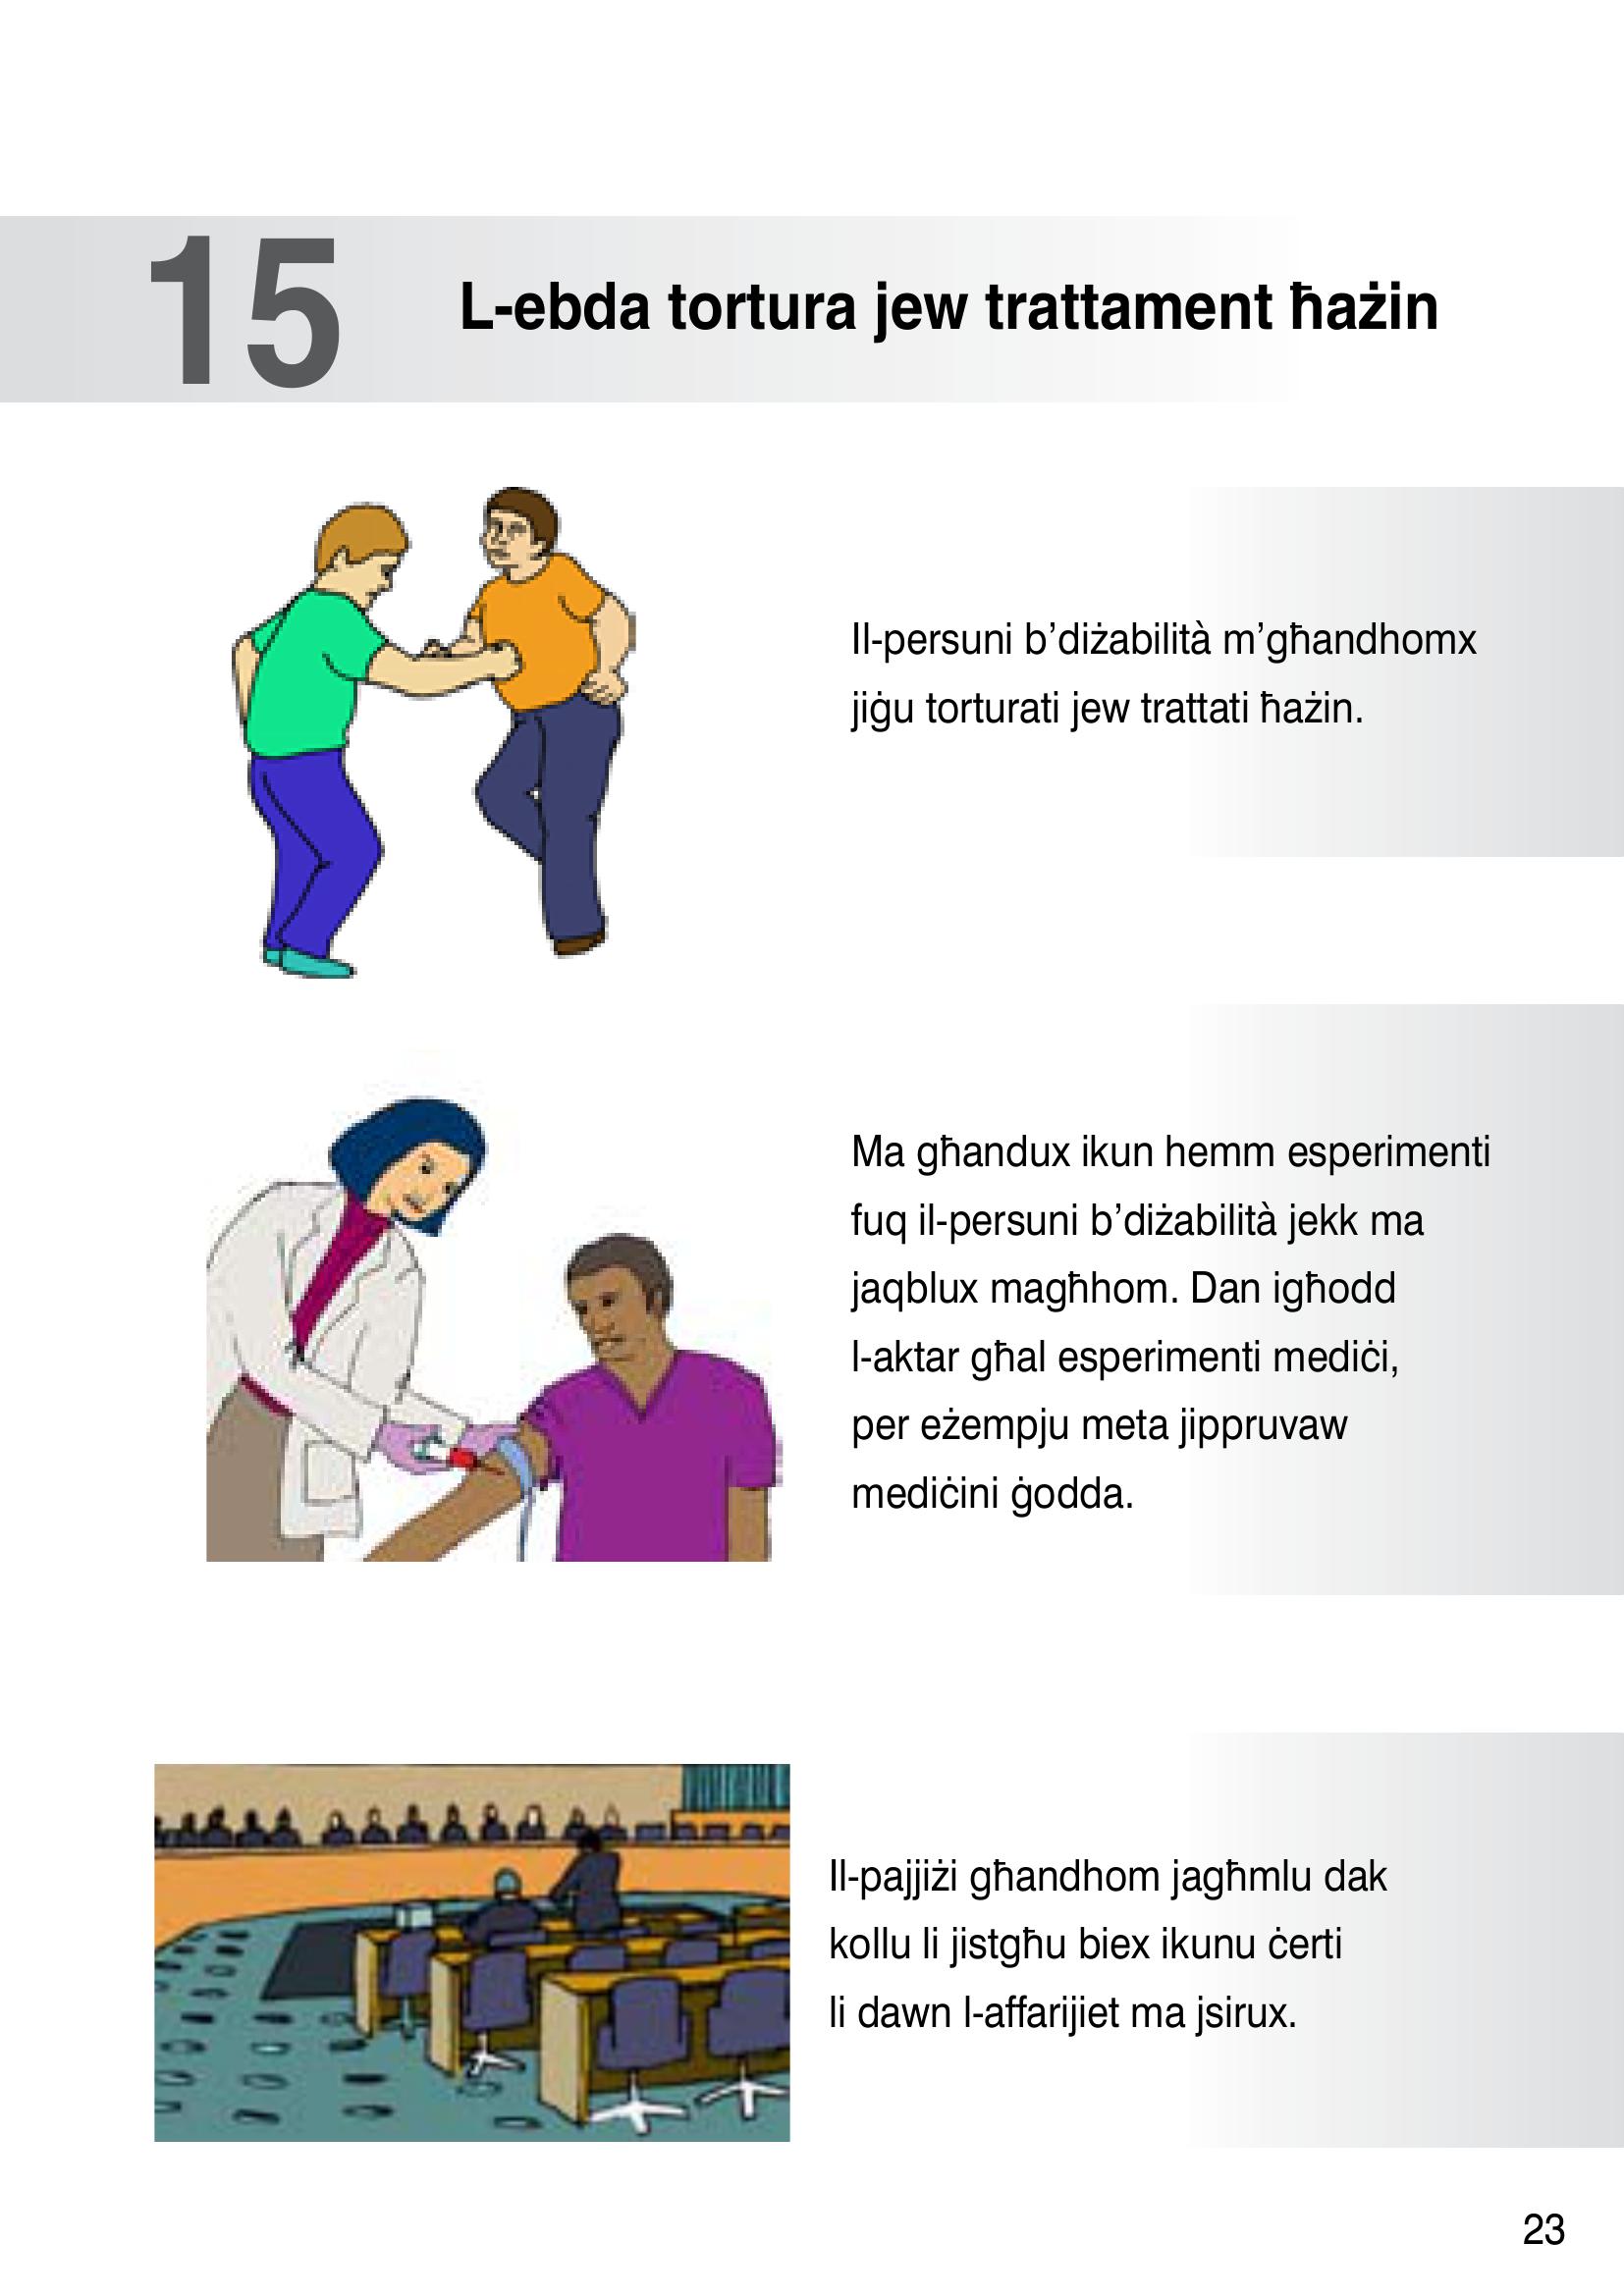 15
L-ebda tortura jew trattament ħażin
Il-persuni b’diżabilità m’għandhomx
jiġu torturati jew trattati ħażin.
Ma għandux ikun hemm esperimenti
fuq il-persuni b’diżabilità jekk ma
jaqblux magħhom. Dan igħodd
l-aktar għal esperimenti mediċi,
per eżempju meta jippruvaw
mediċini ġodda.
Il-pajjiżi għandhom jagħmlu dak
kollu li jistgħu biex ikunu ċerti
li dawn l-affarijiet ma jsirux.
23